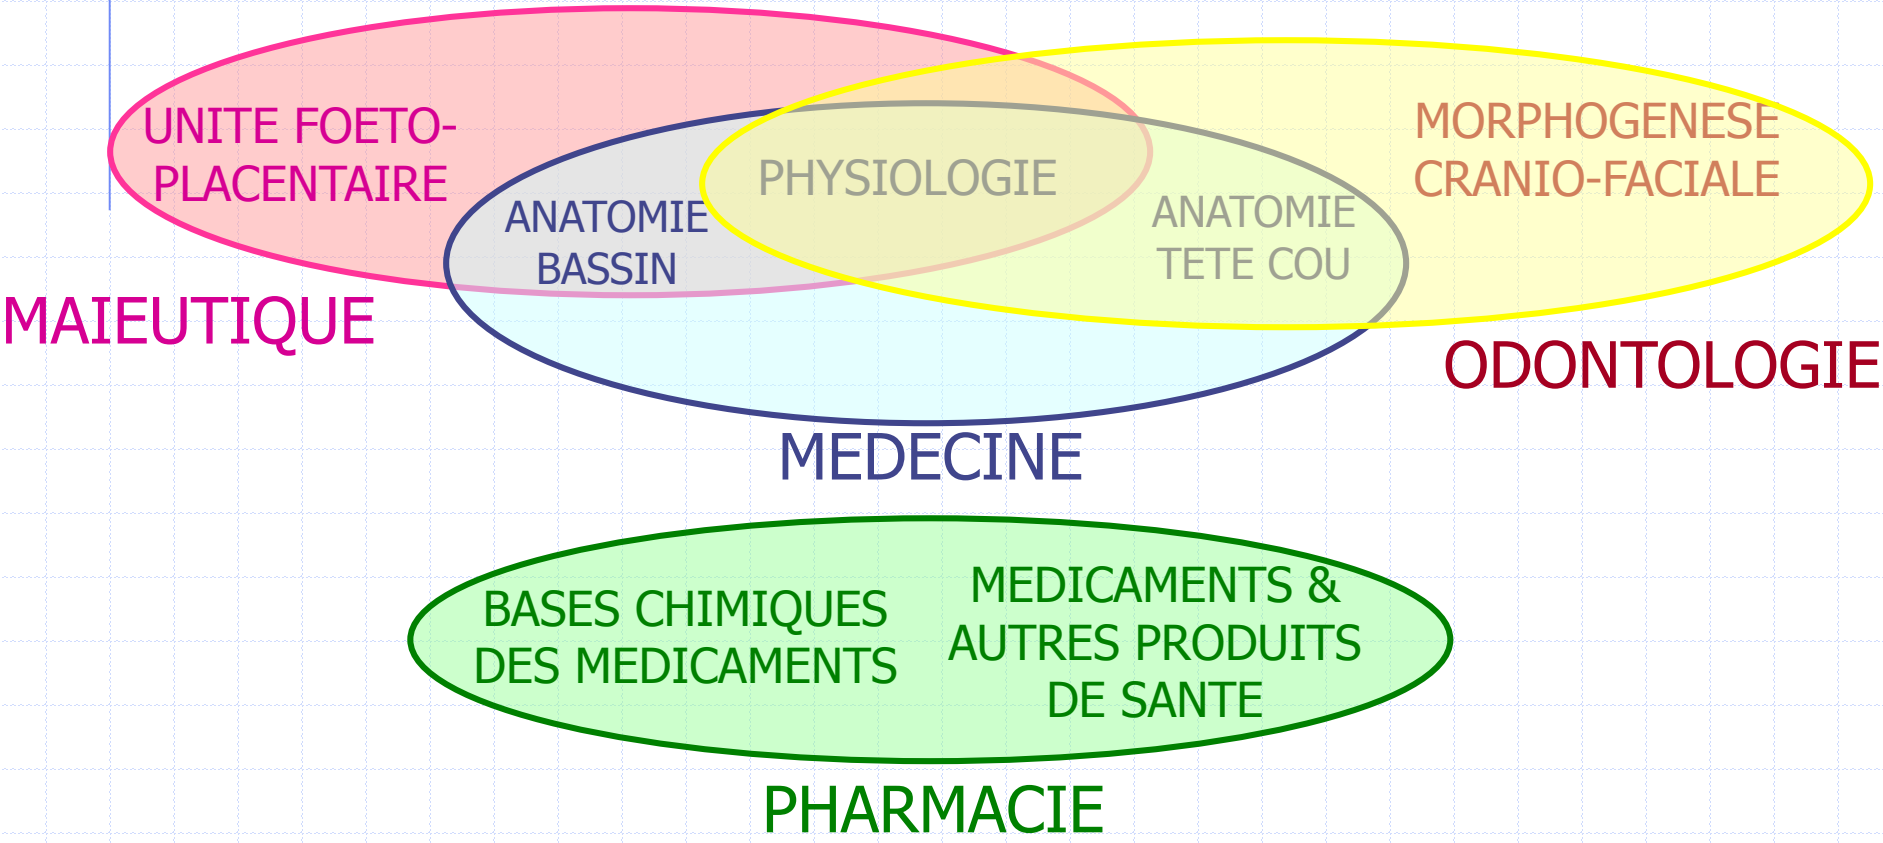 UNITE FOETO-
PLACENTAIRE
ANATOMIE
BASSIN
PHYSIOLOGIE
ANATOMIE
TETE COU
MORPHOGENESE
CRANIO-FACIALE
MAIEUTIQUE
ODONTOLOGIE
MEDECINE
BASES CHIMIQUES
DES MEDICAMENTS
MEDICAMENTS &
AUTRES PRODUITS
DE SANTE
PHARMACIE